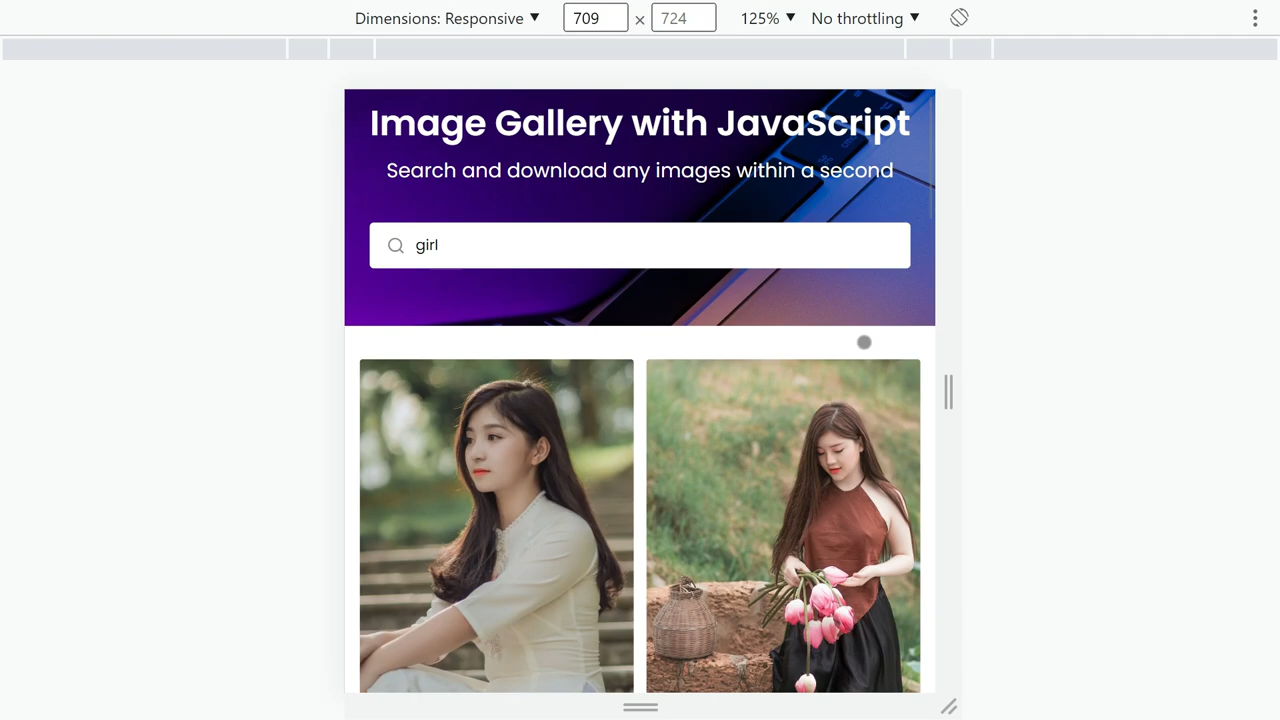 Dimensions: Responsive ▼ 709 × 724 125% ▼ No throttling ▼
Image Gallery with JavaScript
Search and download any images within a second
girl